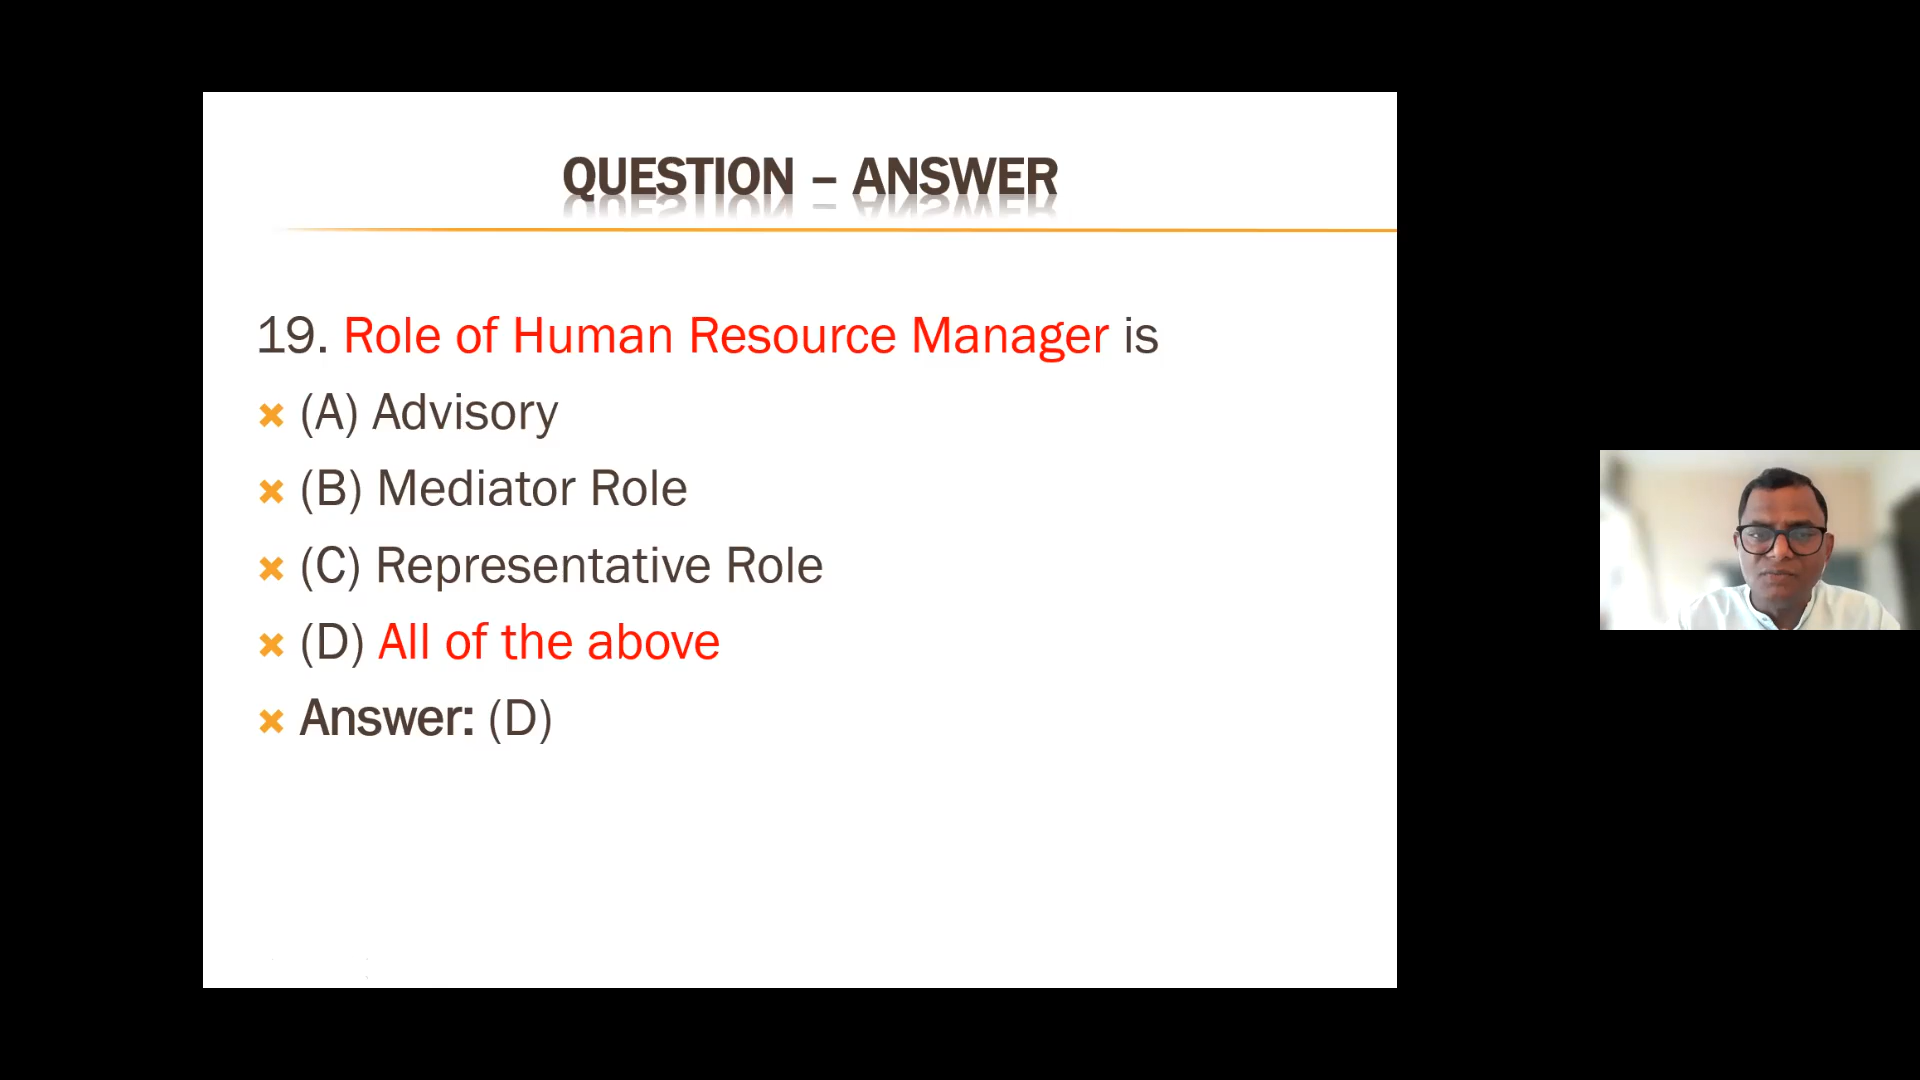 QUESTION – ANSWER
19. Role of Human Resource Manager is
(A) Advisory
(B) Mediator Role
(C) Representative Role
(D) All of the above
Answer: (D)